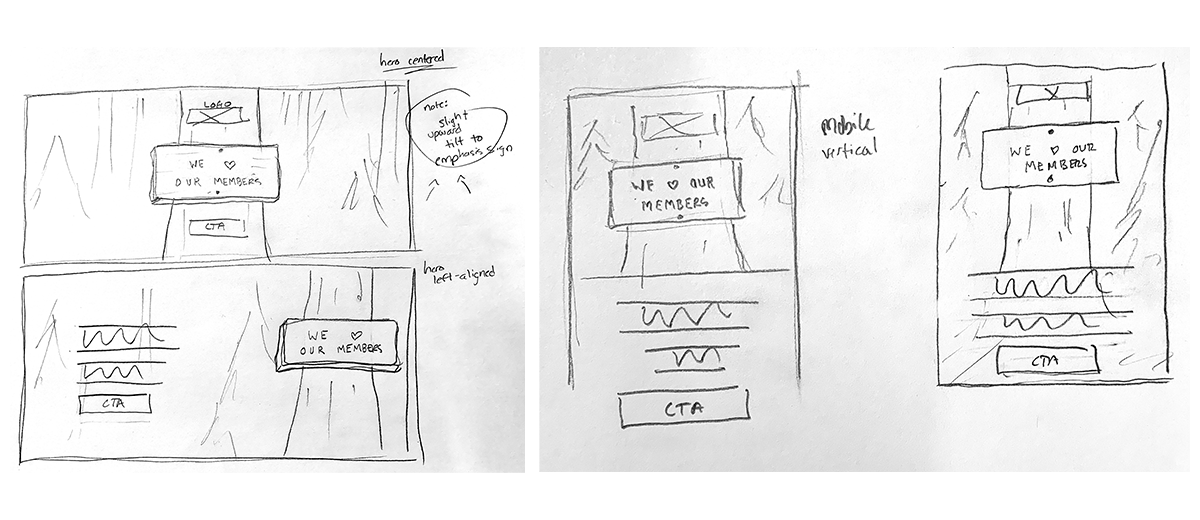 hero centered
LOGO
WE ♡
OUR MEMBERS
CTA
note:
slight
upward
tilt to
emphasis sign
hero
left-aligned
WE ♡
OUR MEMBERS
CTA
WE ♥ OUR
MEMBERS
CTA
mobile
vertical
WE ♥ OUR
MEMBERS
CTA